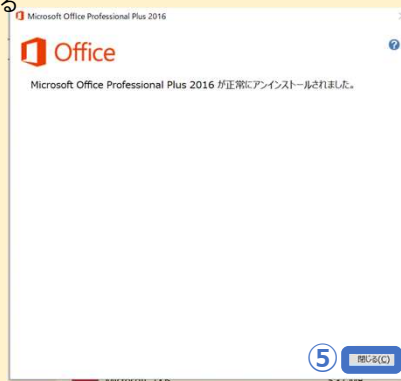 る
Microsoft Office Professional Plus 2016
Office
Microsoft Office Professional Plus 2016 が正常にアンインストールされました。
⑤
閉じる(C)